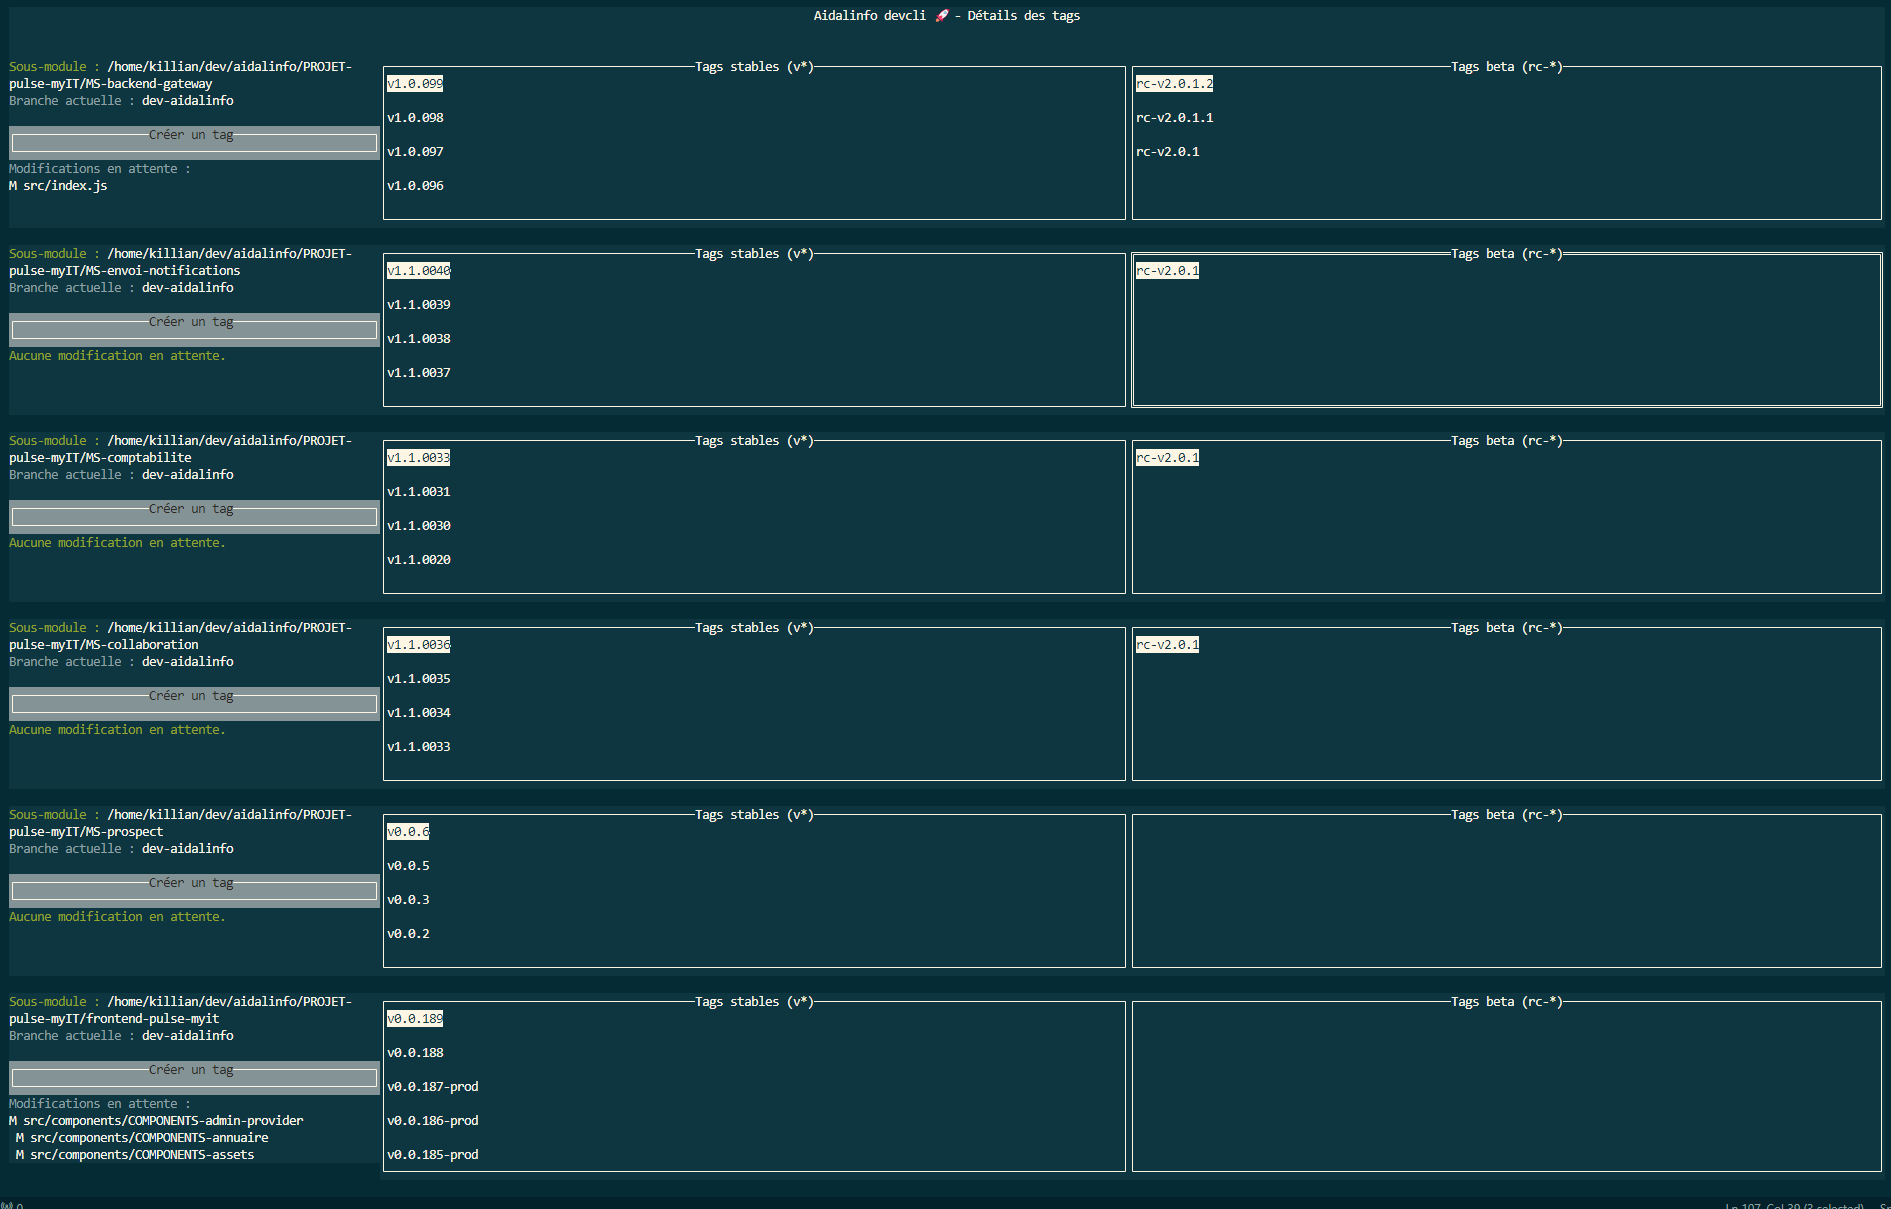 Aidalinfo devcli 🚀 - Détails des tags
Sous-module : /home/killian/dev/aidalinfo/PROJET-
pulse-myIT/MS-backend-gateway
Branche actuelle : dev-aidalinfo
Créer un tag
Modifications en attente :
M src/index.js
Tags stables (v*)
v1.0.099
v1.0.098
v1.0.097
v1.0.096
Tags beta (rc-*)
rc-v2.0.1.2
rc-v2.0.1.1
rc-v2.0.1
Sous-module : /home/killian/dev/aidalinfo/PROJET-
pulse-myIT/MS-envoi-notifications
Branche actuelle : dev-aidalinfo
Créer un tag
Aucune modification en attente.
Tags stables (v*)
v1.1.0040
v1.1.0039
v1.1.0038
v1.1.0037
Tags beta (rc-*)
rc-v2.0.1
Sous-module : /home/killian/dev/aidalinfo/PROJET-
pulse-myIT/MS-comptabilite
Branche actuelle : dev-aidalinfo
Créer un tag
Aucune modification en attente.
Tags stables (v*)
v1.1.0033
v1.1.0031
v1.1.0030
v1.1.0020
Tags beta (rc-*)
rc-v2.0.1
Sous-module : /home/killian/dev/aidalinfo/PROJET-
pulse-myIT/MS-collaboration
Branche actuelle : dev-aidalinfo
Créer un tag
Aucune modification en attente.
Tags stables (v*)
v1.1.0036
v1.1.0035
v1.1.0034
v1.1.0033
Tags beta (rc-*)
rc-v2.0.1
Sous-module : /home/killian/dev/aidalinfo/PROJET-
pulse-myIT/MS-prospect
Branche actuelle : dev-aidalinfo
Créer un tag
Aucune modification en attente.
Tags stables (v*)
v0.0.6
v0.0.5
v0.0.3
v0.0.2
Tags beta (rc-*)
Sous-module : /home/killian/dev/aidalinfo/PROJET-
pulse-myIT/frontend-pulse-myit
Branche actuelle : dev-aidalinfo
Créer un tag
Modifications en attente :
M src/components/COMPONENTS-admin-provider
M src/components/COMPONENTS-annuaire
M src/components/COMPONENTS-assets
Tags stables (v*)
v0.0.189
v0.0.188
v0.0.187-prod
v0.0.186-prod
v0.0.185-prod
Tags beta (rc-*)
0
Ln 107, Col 39 (3 selected)